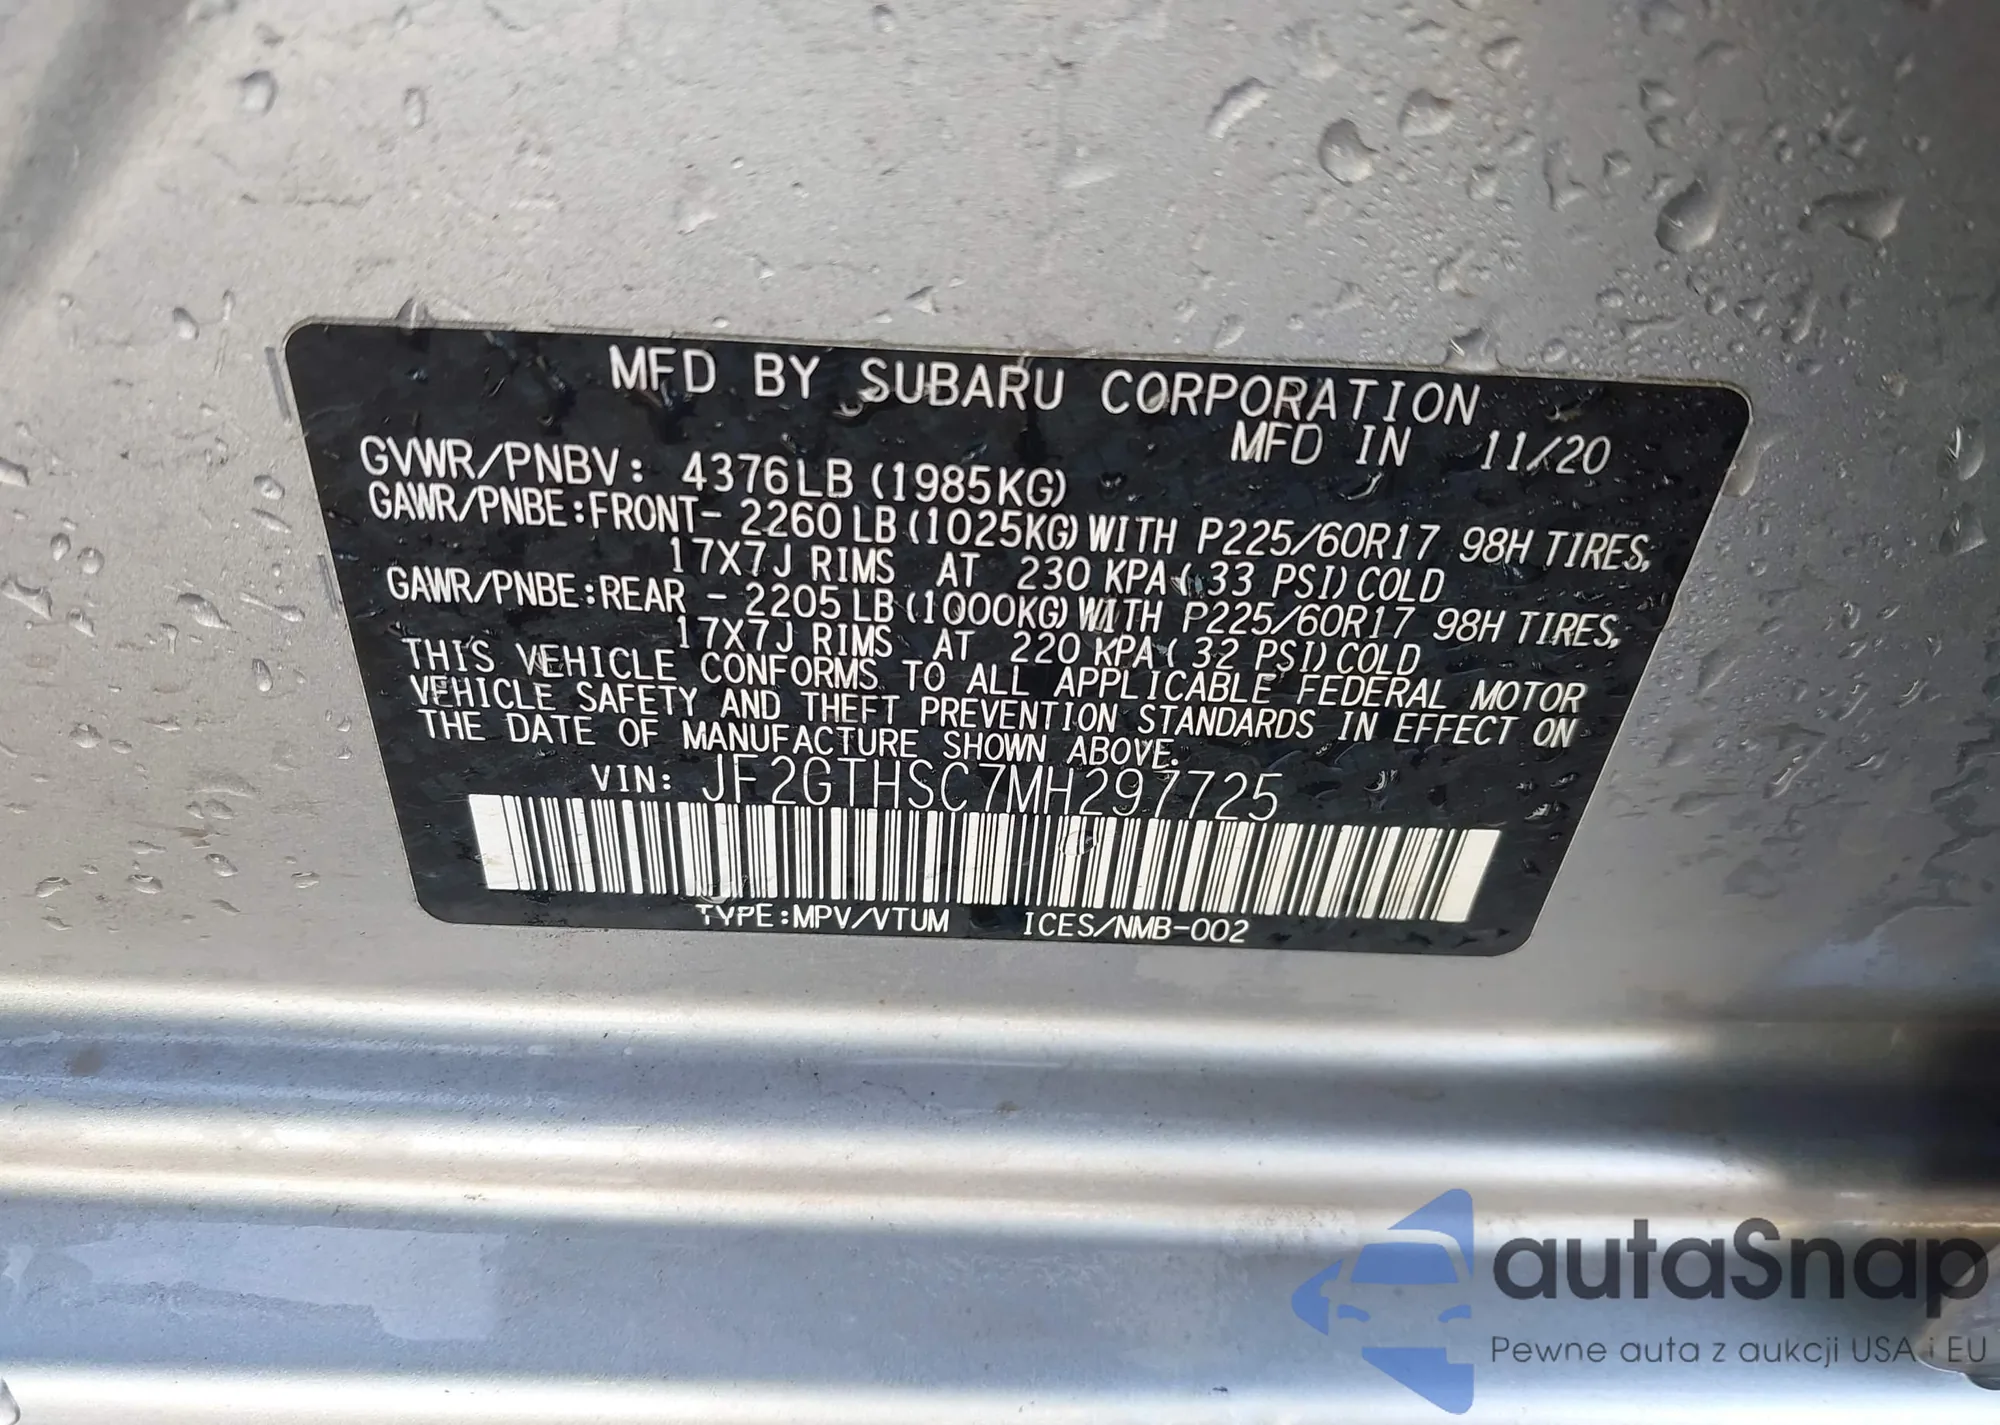 MFD BY SUBARU CORPORATION
MFD IN 11/20
GVWR/PNBV: 4376LB (1985KG)
GAWR/PNBE:FRONT- 2260 LB (1025KG) WITH P225/60R17 98H TIRES,
17X7J RIMS AT 230 KPA ( 33 PSI) COLD
GAWR/PNBE:REAR - 2205 LB (1000KG) WITH P225/60R17 98H TIRES,
17X7J RIMS AT 220 KPA ( 32 PSI) COLD
THIS VEHICLE CONFORMS TO ALL APPLICABLE FEDERAL MOTOR
VEHICLE SAFETY AND THEFT PREVENTION STANDARDS IN EFFECT ON
THE DATE OF MANUFACTURE SHOWN ABOVE.
VIN: JF2GTHSC7MH297725
TYPE:MPV/VTUM ICES/NMB-002
autaSnap
Pewne auta z aukcji USA i EU